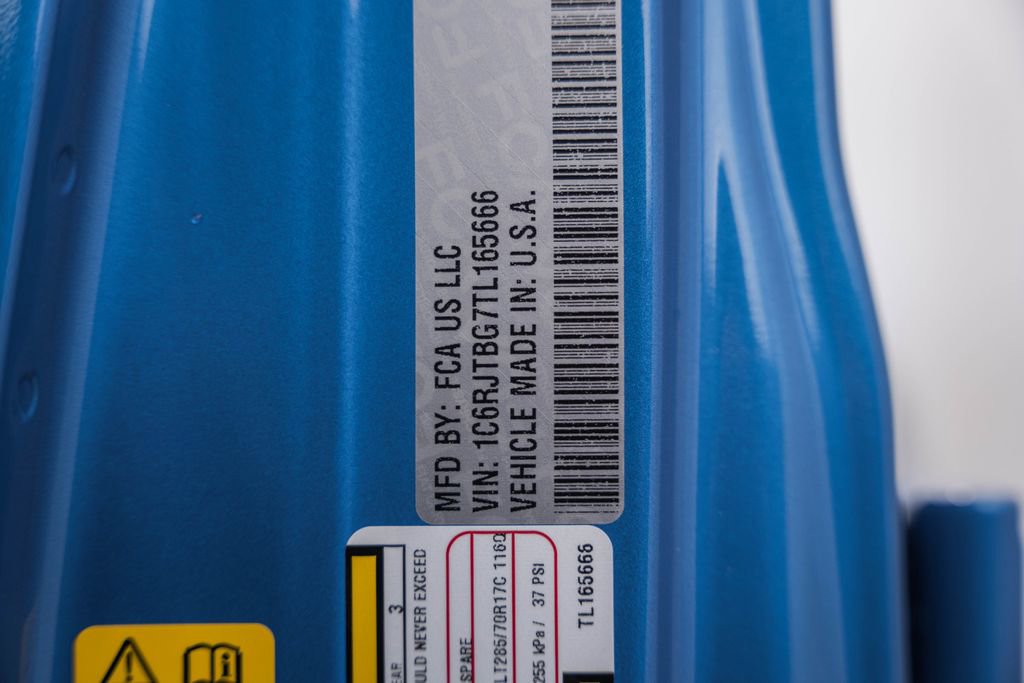 MFD BY: FCA US LLC
VIN: 1C6RJTBG7TL165666
VEHICLE MADE IN: U.S.A.
3
ULD NEVER EXCEED
SPARE
LT285/70R17C 116Q
255 kPa / 37 PSI
TL165666